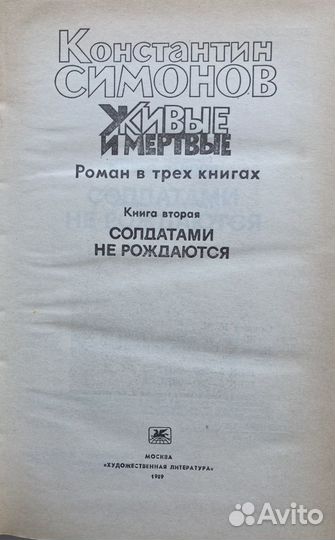 Константин
СИМОНОВ
ЖИВЫЕ
И МЕРТВЫЕ
Роман в трех книгах
Книга вторая
СОЛДАТАМИ
НЕ РОЖДАЮТСЯ
МОСКВА
«ХУДОЖЕСТВЕННАЯ ЛИТЕРАТУРА»
1989
Avito